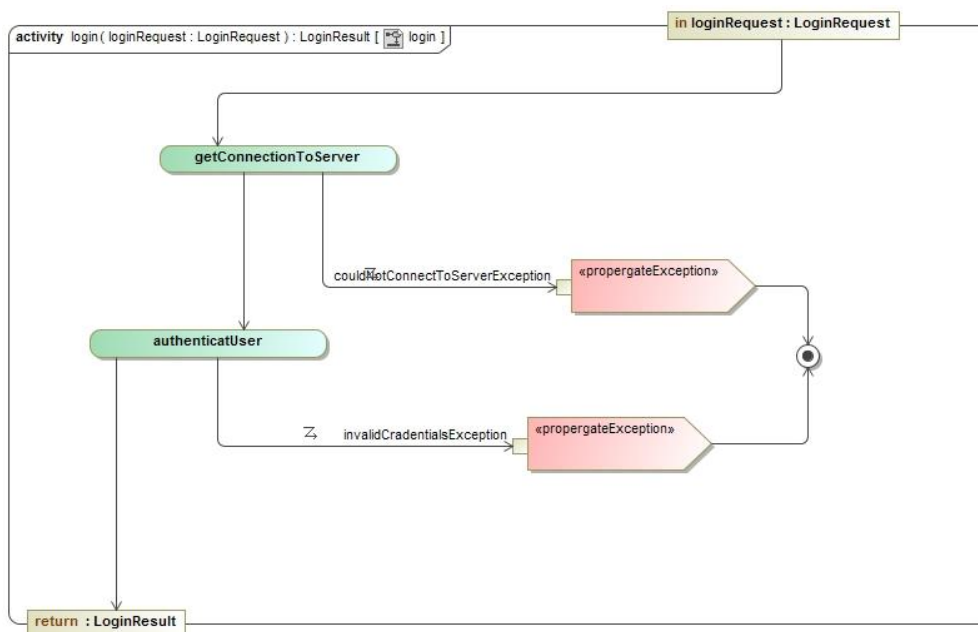 in loginRequest : LoginRequest
activity login ( loginRequest : LoginRequest ) : LoginResult [ login ]
getConnectionToServer
couldNotConnectToServerException
«propergateException»
authenticatUser
invalidCradentialsException
«propergateException»
return : LoginResult